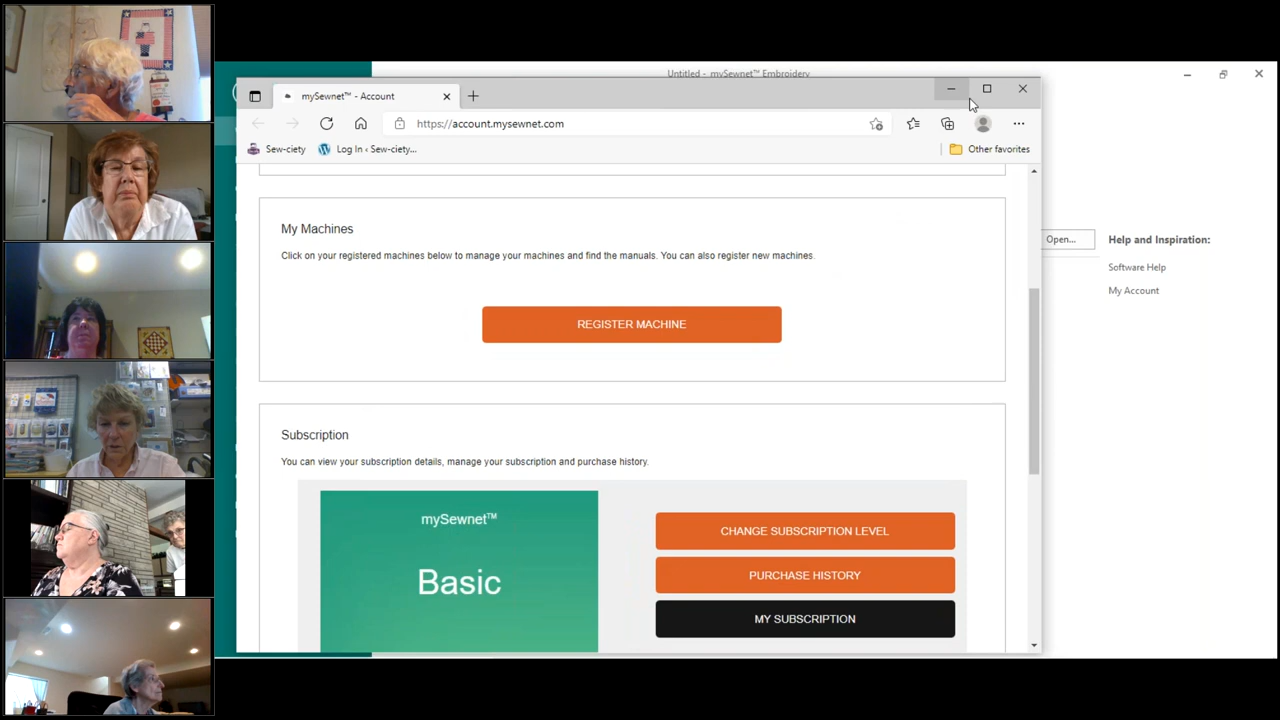 Untitled - mySewnet™ Embroidery
mySewnet™ - Account
https://account.mysewnet.com
Sew-ciety
Log In ‹ Sew-ciety...
Other favorites
My Machines
Click on your registered machines below to manage your machines and find the manuals. You can also register new machines.
REGISTER MACHINE
Open...
Help and Inspiration:
Software Help
My Account
Subscription
You can view your subscription details, manage your subscription and purchase history.
mySewnet™
Basic
CHANGE SUBSCRIPTION LEVEL
PURCHASE HISTORY
MY SUBSCRIPTION